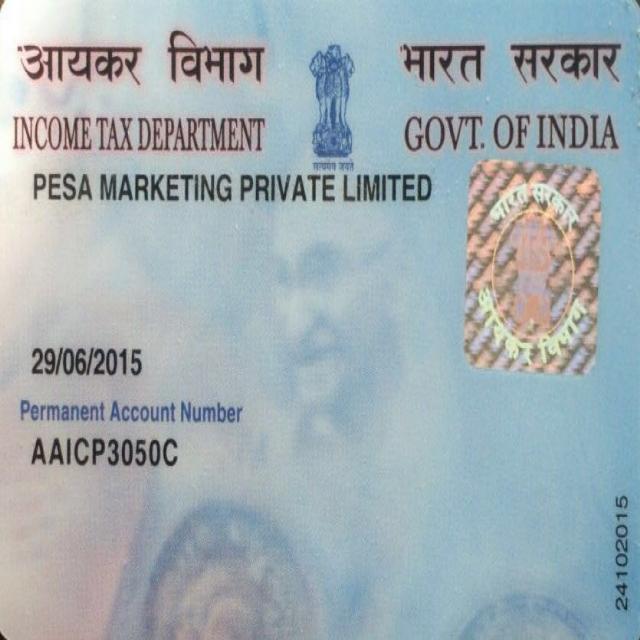 आयकर विभाग
भारत सरकार
INCOME TAX DEPARTMENT
GOVT. OF INDIA
सत्यमेव जयते
PESA MARKETING PRIVATE LIMITED
भारत सरकार
आयकर विभाग
29/06/2015
Permanent Account Number
AAICP3050C
24102015